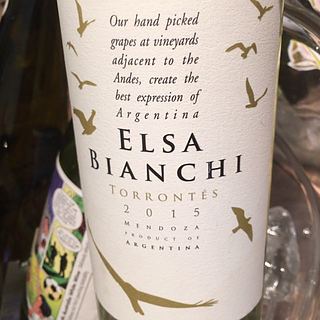 Our hand picked
grapes at vineyards
adjacent to the
Andes, create the
best expression of
Argentina
ELSA
BIANCHI
TORRONTÉS
2015
MENDOZA
PRODUCT OF
ARGENTINA